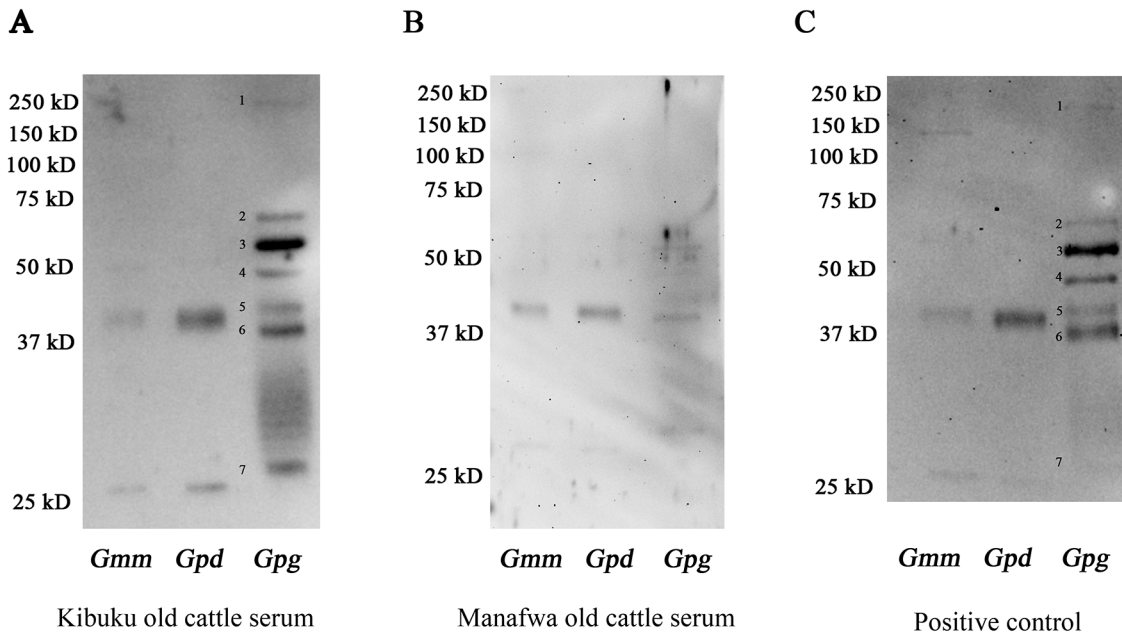 A
B
C
250 kD
150 kD
100 kD
75 kD
50 kD
37 kD
25 kD
1
2
3
4
5
6
7
Gmm Gpd Gpg
Kibuku old cattle serum
250 kD
150 kD
100 kD
75 kD
50 kD
37 kD
25 kD
Gmm Gpd Gpg
Manafwa old cattle serum
250 kD
150 kD
100 kD
75 kD
50 kD
37 kD
25 kD
1
2
3
4
5
6
7
Gmm Gpd Gpg
Positive control